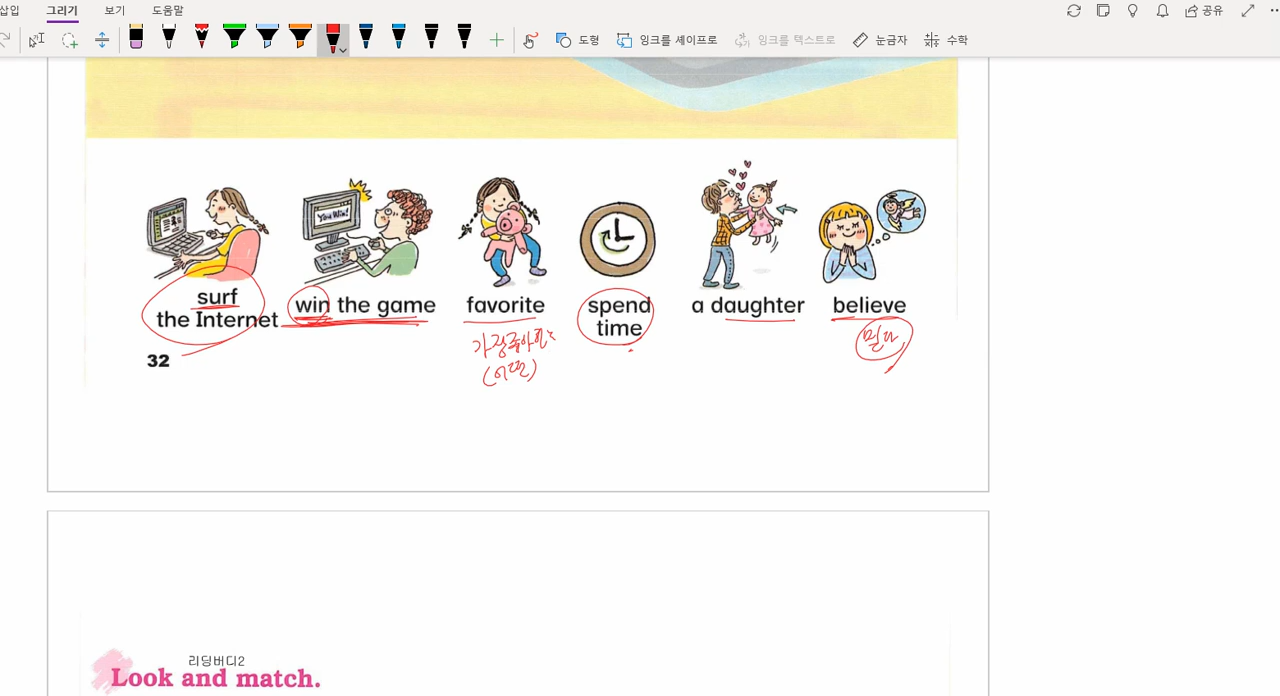 삽입 그리기 보기 도움말 공유
도형 잉크를 셰이프로 잉크를 텍스트로 눈금자 수학
You Win!
surf
the Internet
win the game
favorite
spend
time
a daughter
believe
가장좋아하는
믿다
32
리딩버디2
Look and match.